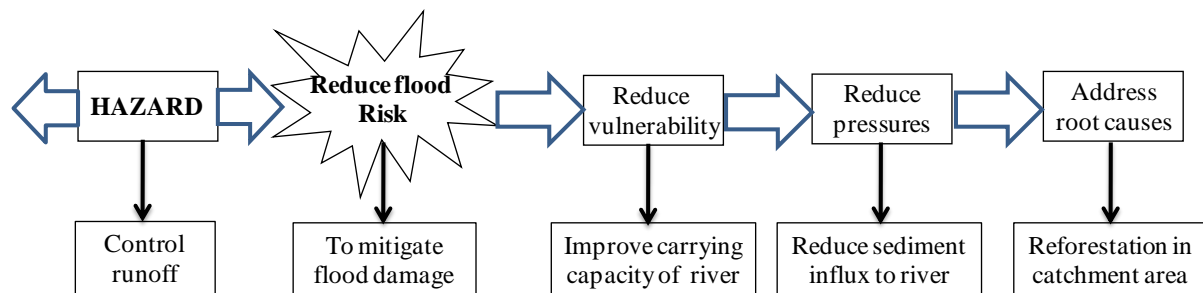 HAZARD
Reduce flood
Risk
Reduce
vulnerability
Reduce
pressures
Address
root causes
Control
runoff
To mitigate
flood damage
Improve carrying
capacity of river
Reduce sediment
influx to river
Reforestation in
catchment area